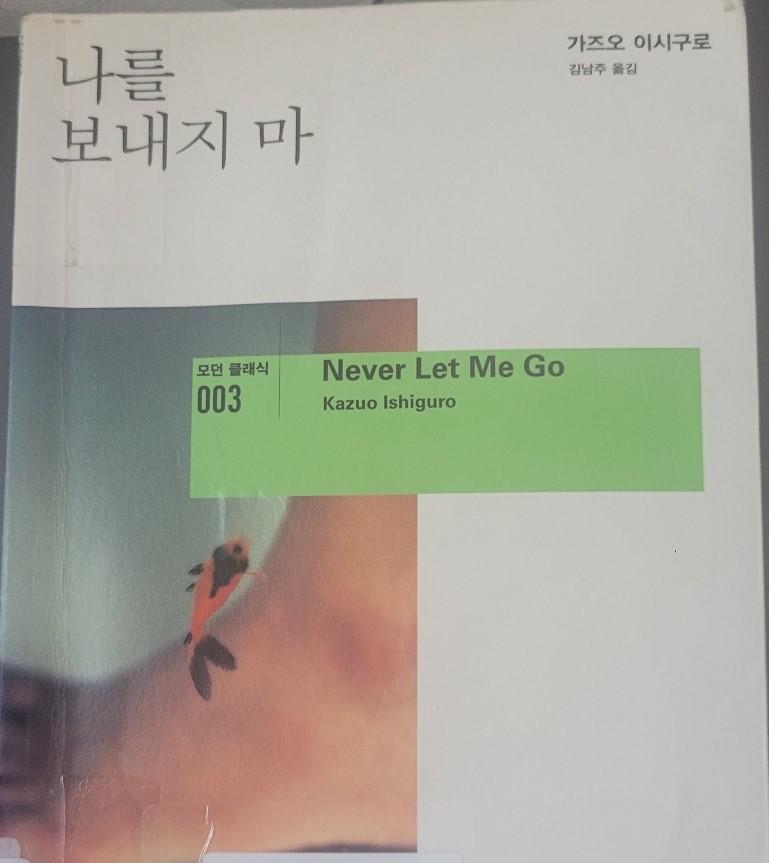 나를
보내지 마
가즈오 이시구로
김남주 옮김
모던 클래식
003
Never Let Me Go
Kazuo Ishiguro